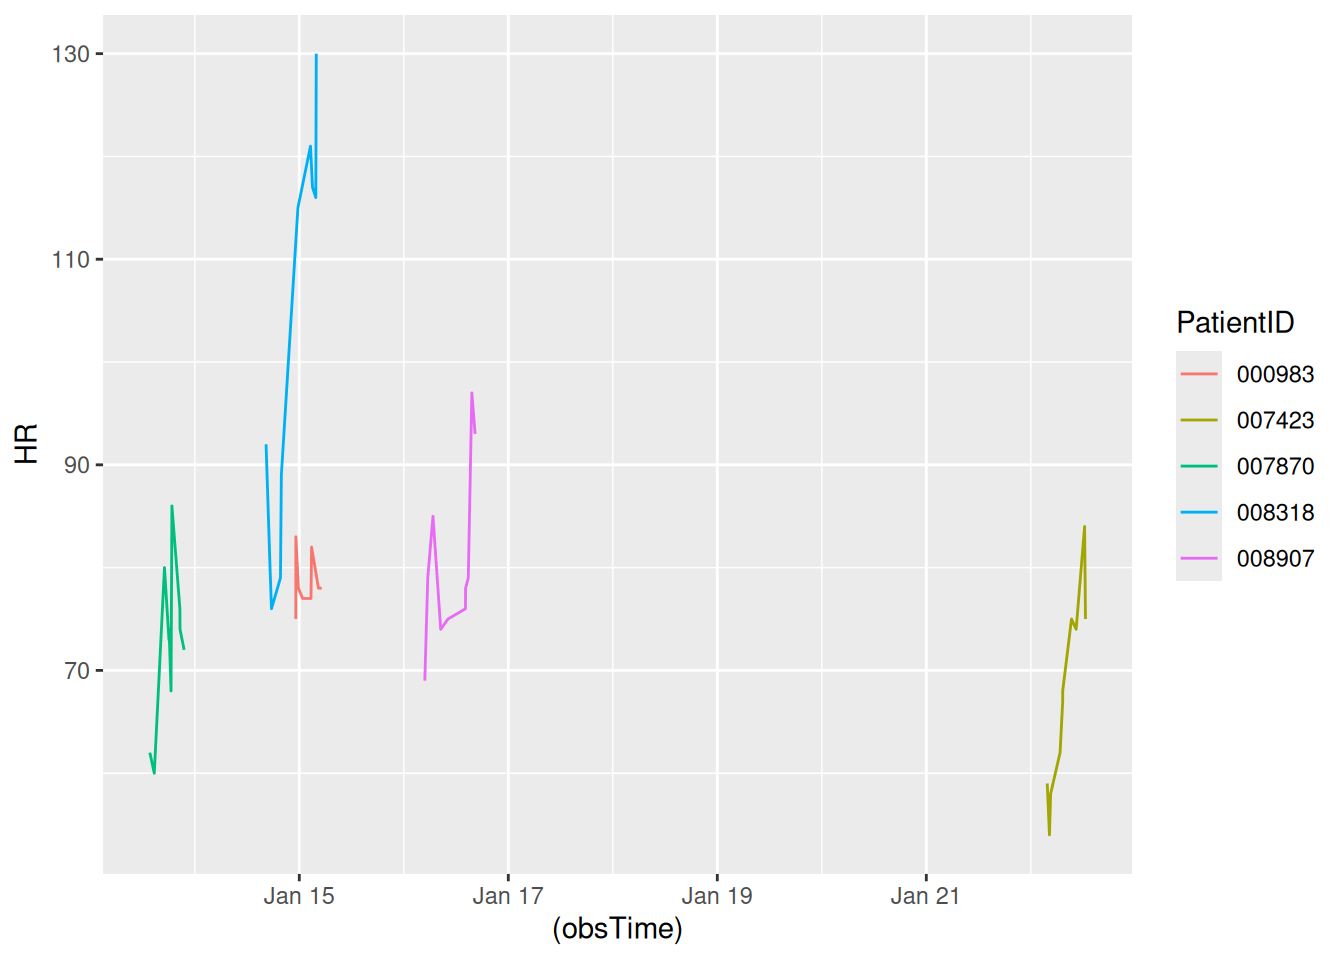 130
110
90
70
HR
Jan 15
Jan 17
Jan 19
Jan 21
(obsTime)
PatientID
000983
007423
007870
008318
008907